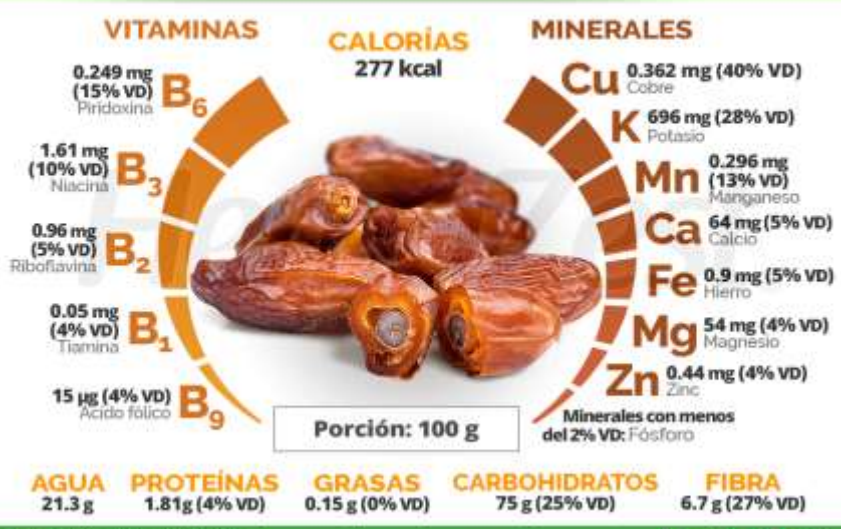 VITAMINAS
CALORÍAS
277 kcal
MINERALES
0.249 mg
(15% VD)
Piridoxina
B6
1.61 mg
(10% VD)
Niacina
B3
0.96 mg
(5% VD)
Riboflavina
B2
0.05 mg
(4% VD)
Tiamina
B1
15 µg (4% VD)
Ácido fólico
B9
Cu 0.362 mg (40% VD)
Cobre
K 696 mg (28% VD)
Potasio
Mn 0.296 mg
(13% VD)
Manganeso
Ca 64 mg (5% VD)
Calcio
Fe 0.9 mg (5% VD)
Hierro
Mg 54 mg (4% VD)
Magnesio
Zn 0.44 mg (4% VD)
Zinc
Minerales con menos
del 2% VD: Fósforo
Porción: 100 g
AGUA
21.3 g
PROTEÍNAS
1.81g (4% VD)
GRASAS
0.15 g (0% VD)
CARBOHIDRATOS
75 g (25% VD)
FIBRA
6.7 g (27% VD)